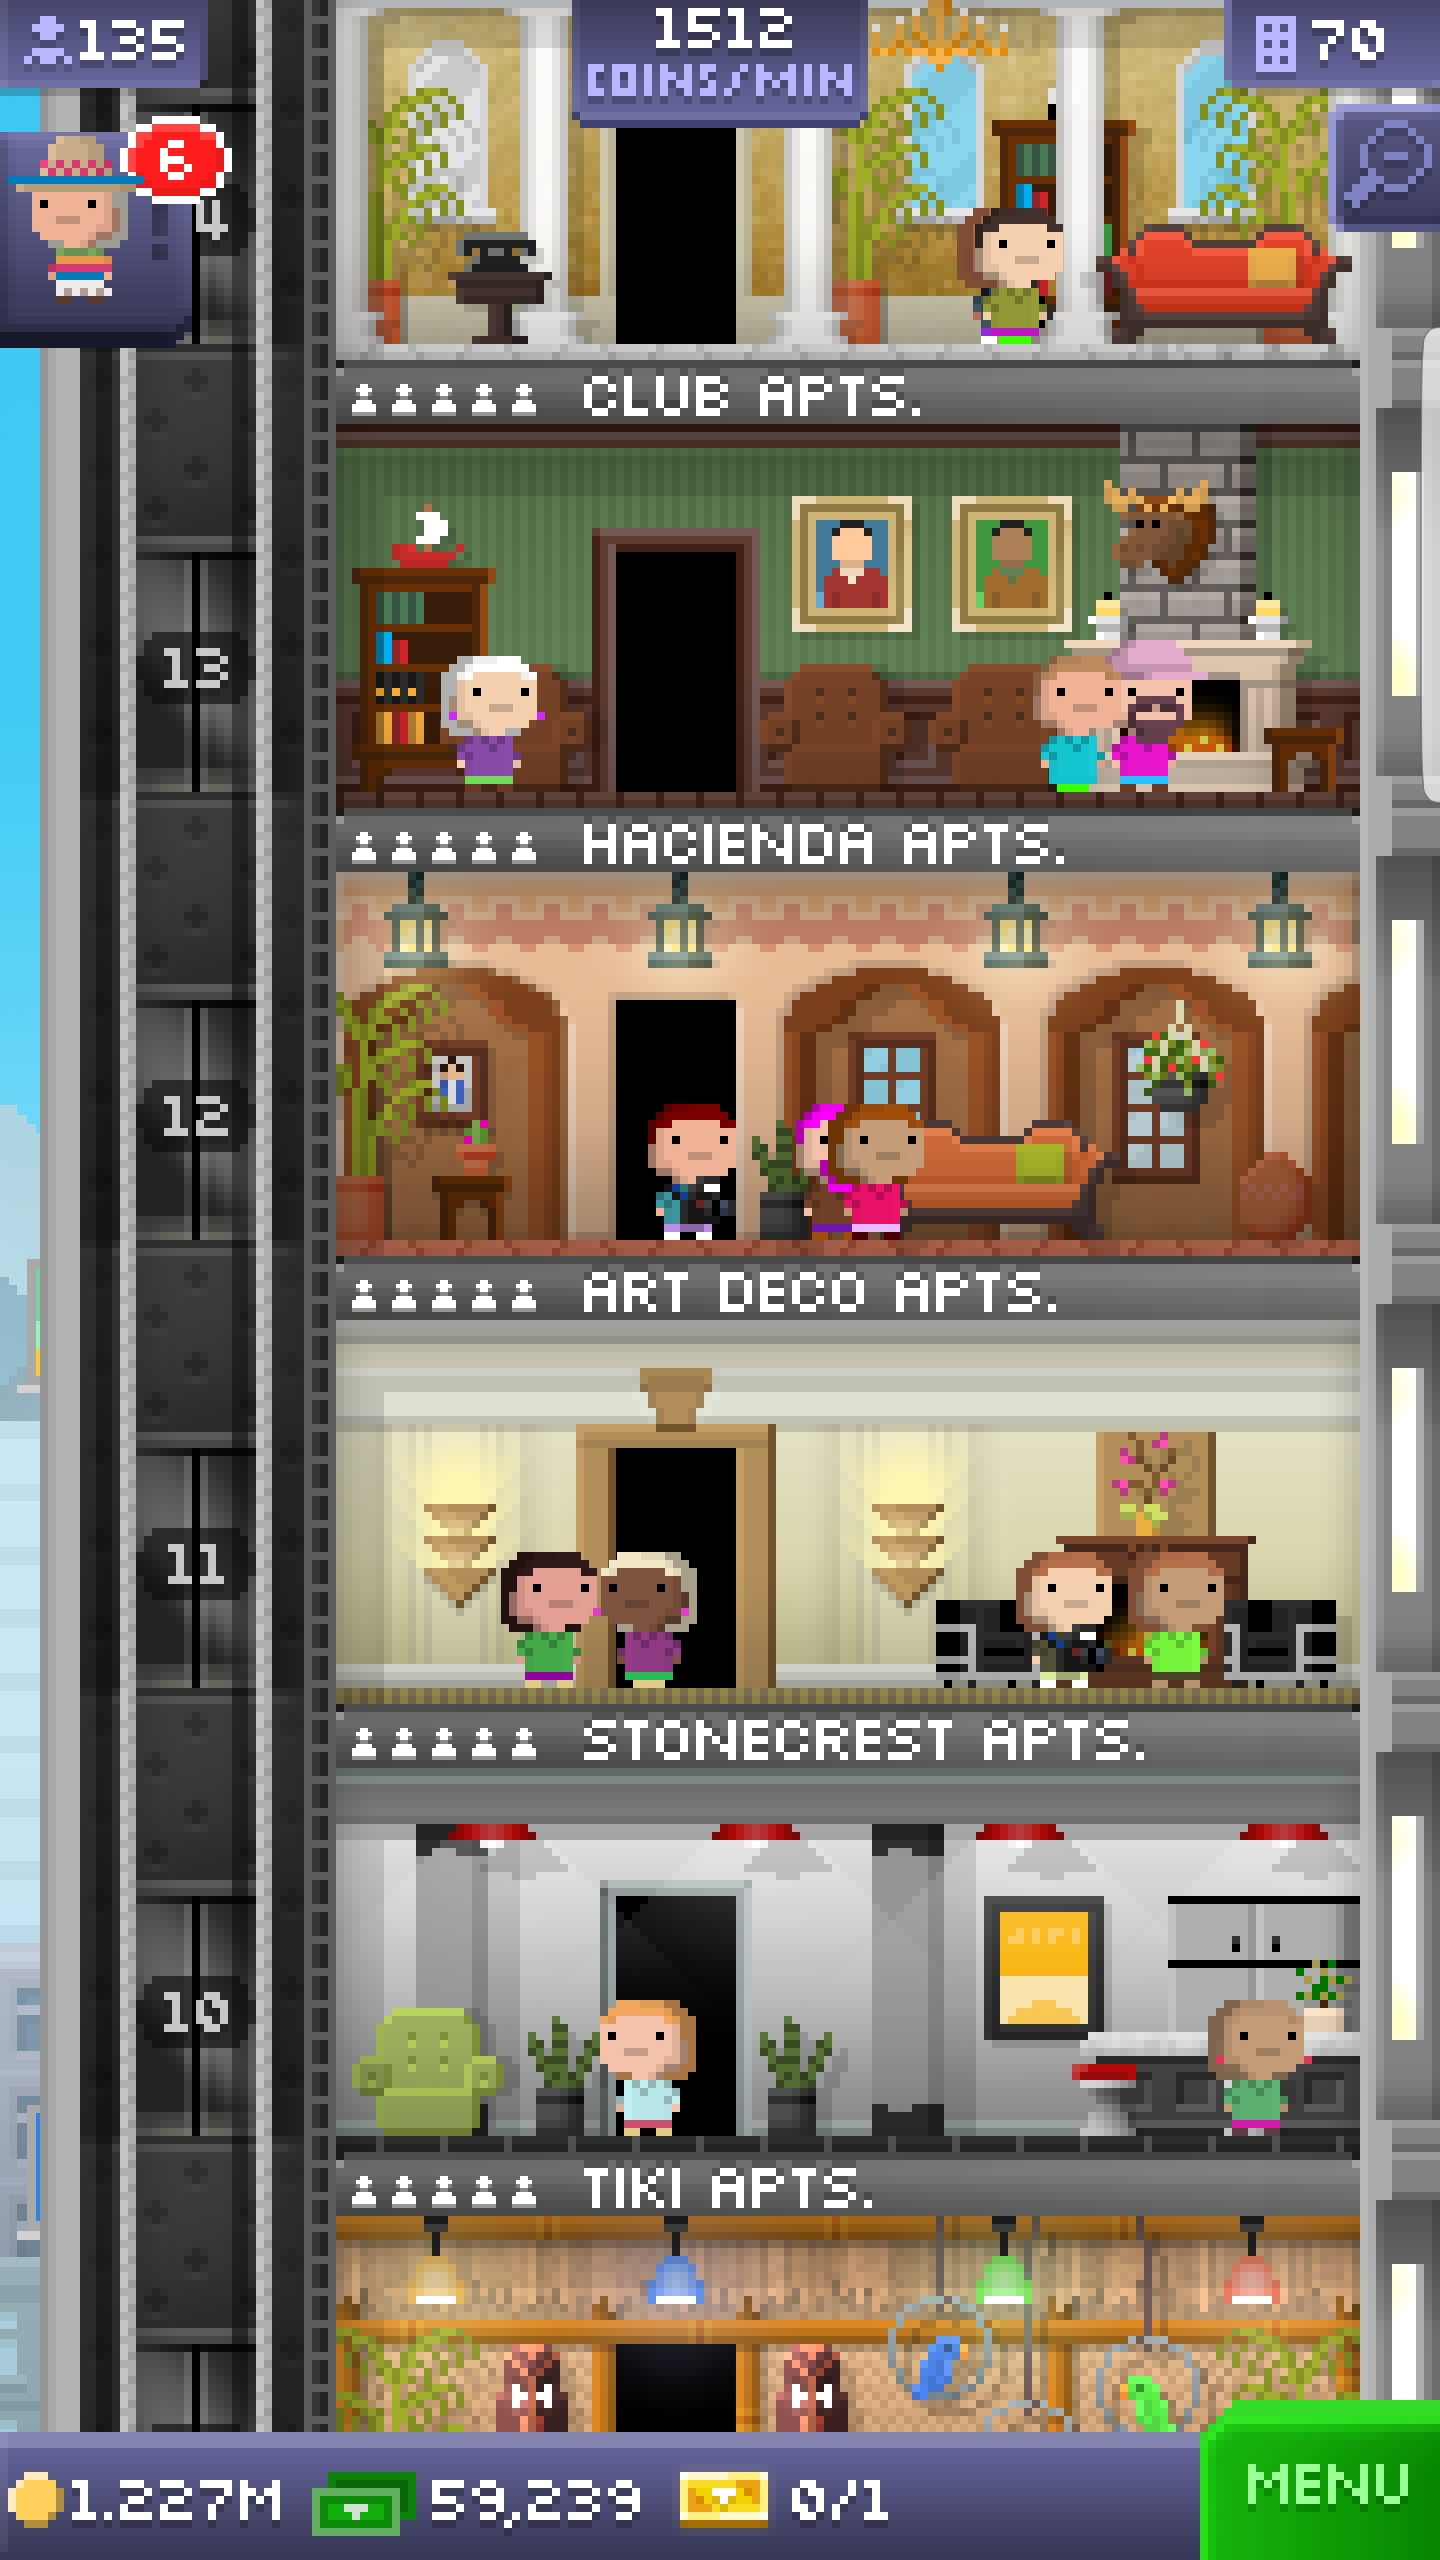 135
1512
COINS/MIN
70
6
4
CLUB APTS.
13
HACIENDA APTS.
12
ART DECO APTS.
11
STONECREST APTS.
10
TIKI APTS.
1.227M
59,239
0/1
MENU